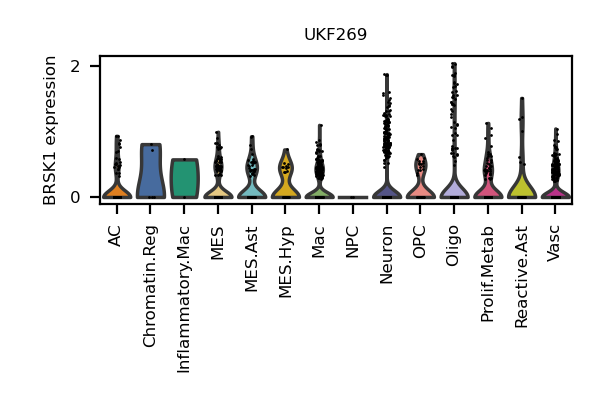 UKF269
BRSK1 expression
2
0
AC
Chromatin.Reg
Inflammatory.Mac
MES
MES.Ast
MES.Hyp
Mac
NPC
Neuron
OPC
Oligo
Prolif.Metab
Reactive.Ast
Vasc